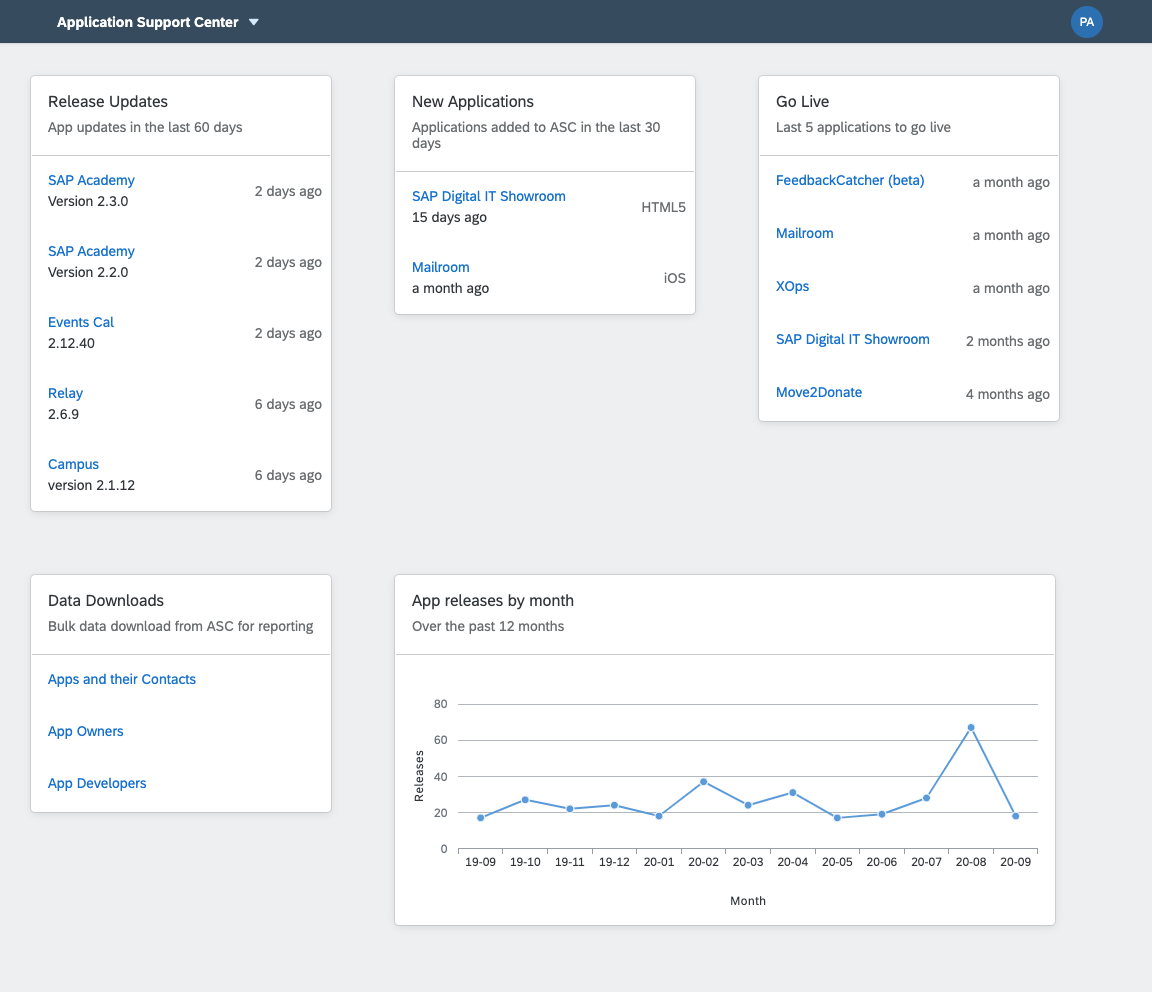 Application Support Center
PA
Release Updates
App updates in the last 60 days
SAP Academy
Version 2.3.0
2 days ago
SAP Academy
Version 2.2.0
2 days ago
Events Cal
2.12.40
2 days ago
Relay
2.6.9
6 days ago
Campus
version 2.1.12
6 days ago
New Applications
Applications added to ASC in the last 30
days
SAP Digital IT Showroom
15 days ago
HTML5
Mailroom
a month ago
iOS
Go Live
Last 5 applications to go live
FeedbackCatcher (beta)
a month ago
Mailroom
a month ago
XOps
a month ago
SAP Digital IT Showroom
2 months ago
Move2Donate
4 months ago
Data Downloads
Bulk data download from ASC for reporting
Apps and their Contacts
App Owners
App Developers
App releases by month
Over the past 12 months
Releases
80
60
40
20
0
19-09 19-10 19-11 19-12 20-01 20-02 20-03 20-04 20-05 20-06 20-07 20-08 20-09
Month